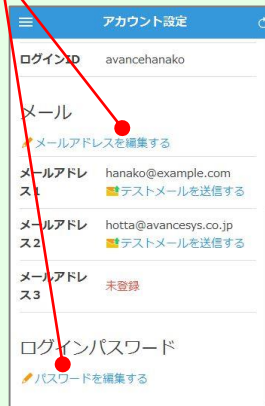 アカウント設定
ログインID avancehanako
メール
メールアドレスを編集する
メールアドレ hanako@example.com
ス1 テストメールを送信する
メールアドレ hotta@avancesys.co.jp
ス2 テストメールを送信する
メールアドレ 未登録
ス3
ログインパスワード
パスワードを編集する